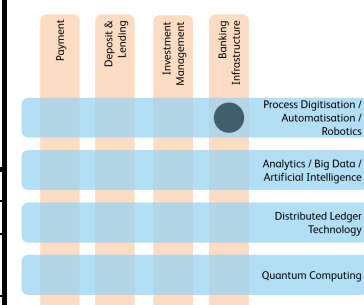 Payment
Deposit &
Lending
Investment
Management
Banking
Infrastructure
Process Digitisation /
Automatisation /
Robotics
Analytics / Big Data /
Artificial Intelligence
Distributed Ledger
Technology
Quantum Computing